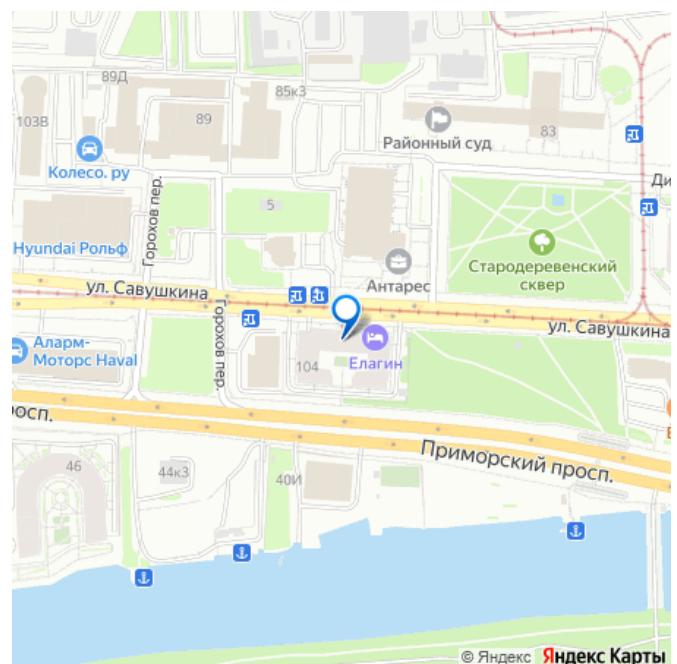 89Д
85к3
103В
89
83
Районный суд
Колесо.ру
Горохов пер.
5
Ди
Hyundai Рольф
Антарес
Стародеревенский
сквер
ул. Савушкина
ул. Савушкина
Горохов пер.
Аларм-
Моторс Haval
104
Елагин
осп.
Приморский просп.
46
44к3
40И
© Яндекс Яндекс Карты